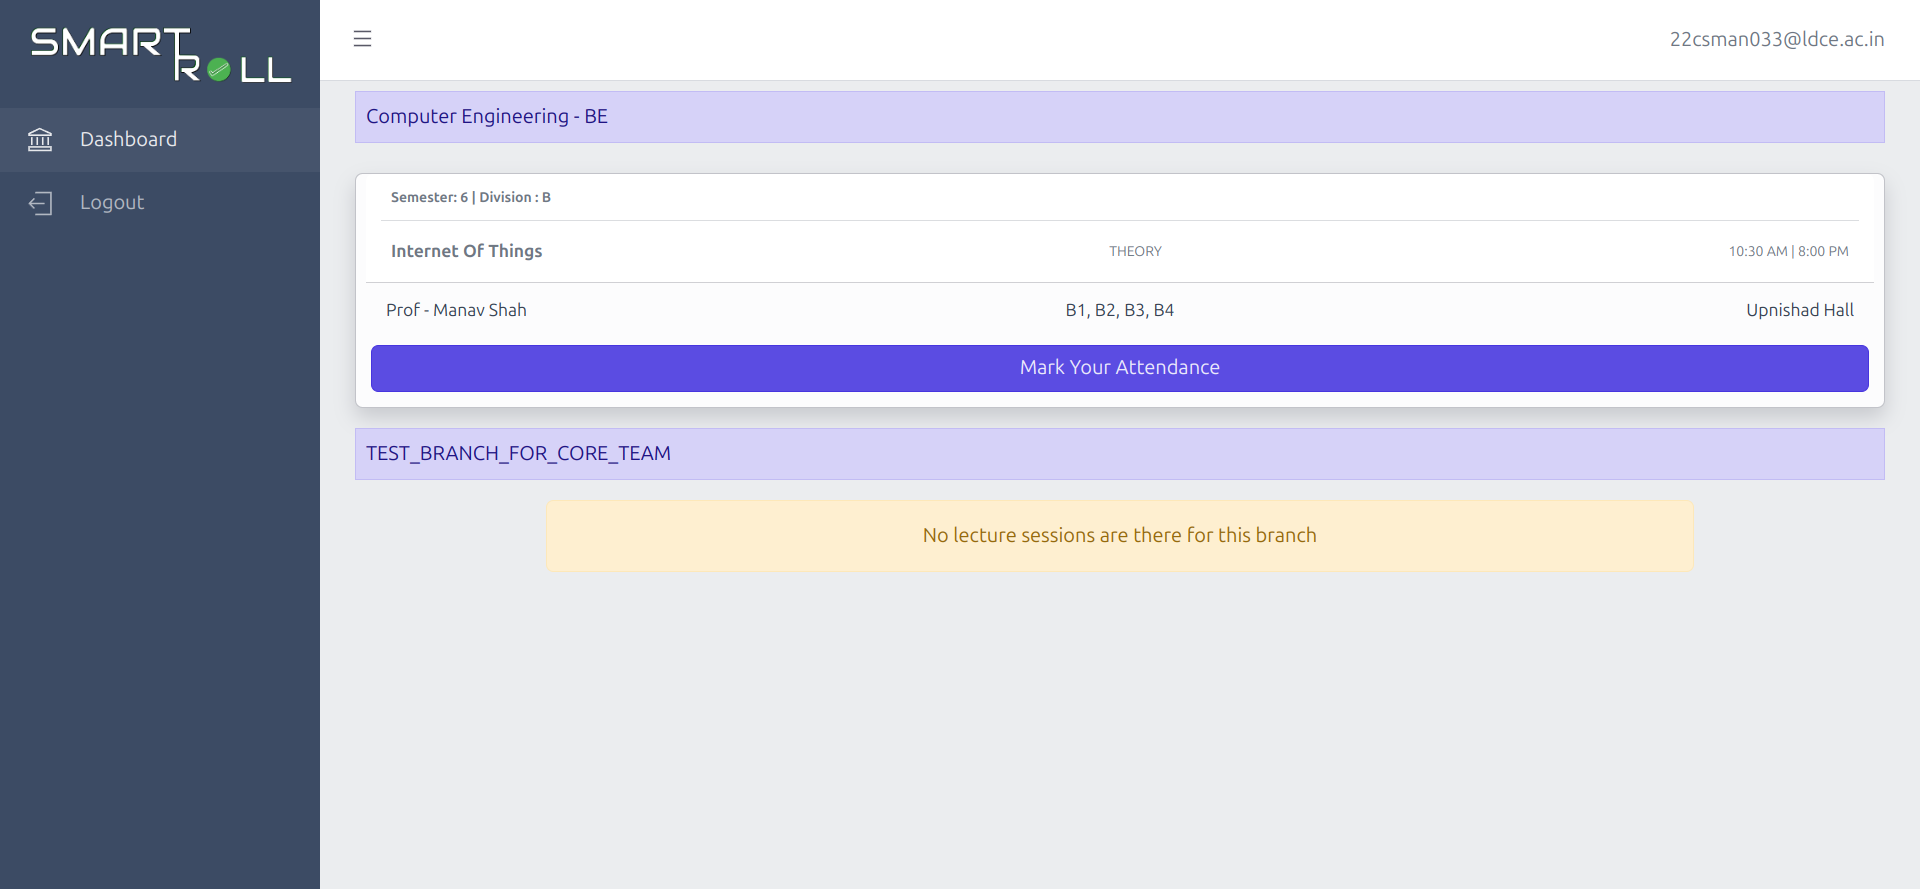 SMART
ROLL
22csman033@ldce.ac.in
Dashboard
Logout
Computer Engineering - BE
Semester: 6 | Division : B
Internet Of Things THEORY 10:30 AM | 8:00 PM
Prof - Manav Shah B1, B2, B3, B4 Upnishad Hall
Mark Your Attendance
TEST_BRANCH_FOR_CORE_TEAM
No lecture sessions are there for this branch